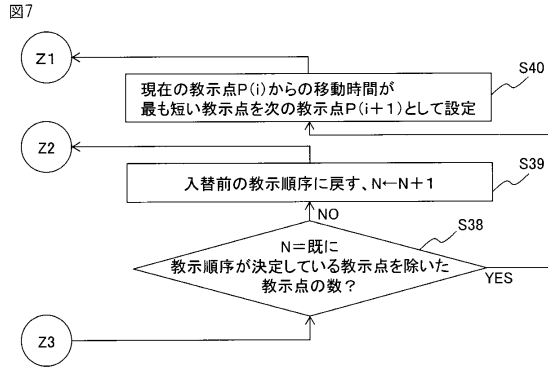 図7
Z1
S40
現在の教示点P(i)からの移動時間が
最も短い教示点を次の教示点P(i+1)として設定
Z2
S39
入替前の教示順序に戻す、N←N+1
NO
S38
N=既に
教示順序が決定している教示点を除いた
教示点の数?
YES
Z3